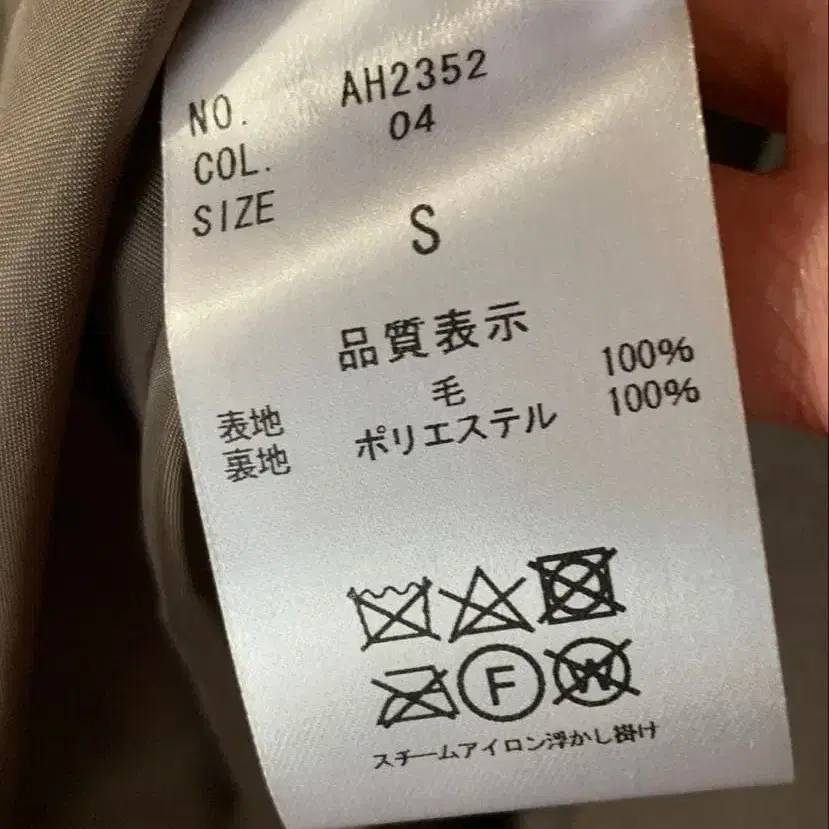 NO. AH2352
COL. 04
SIZE S
品質表示
表地 毛 100%
裏地 ポリエステル 100%
F W
スチームアイロン浮かし掛け